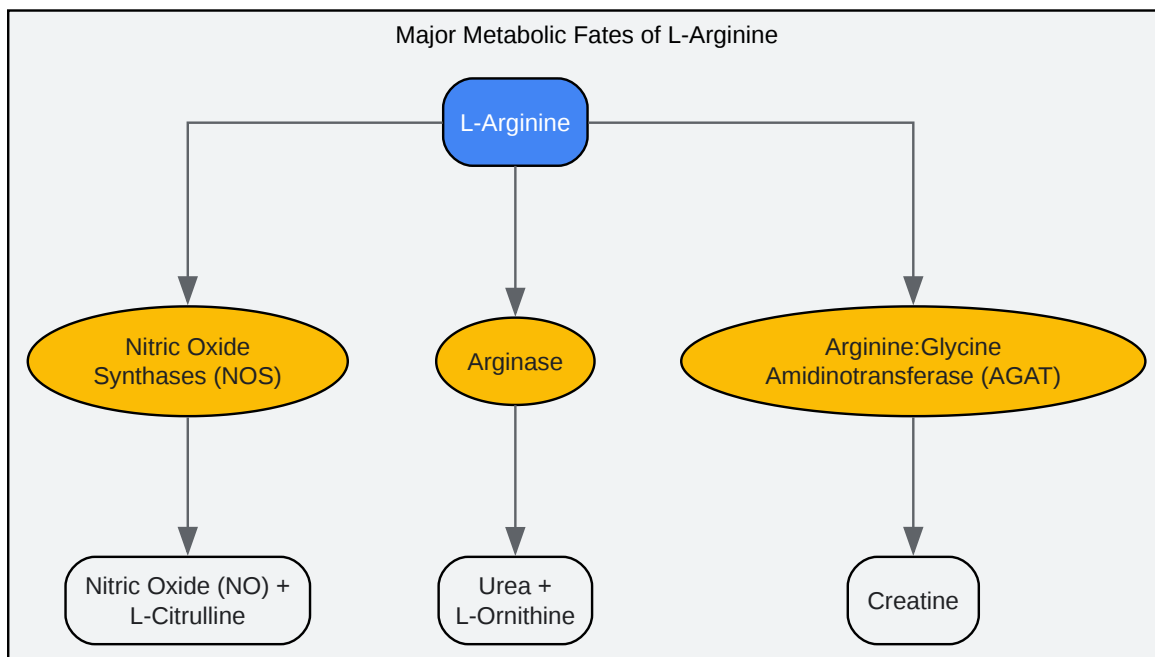 Major Metabolic Fates of L-Arginine
L-Arginine
Nitric Oxide
Synthases (NOS)
Arginase
Arginine:Glycine
Amidinotransferase (AGAT)
Nitric Oxide (NO) +
L-Citrulline
Urea +
L-Ornithine
Creatine